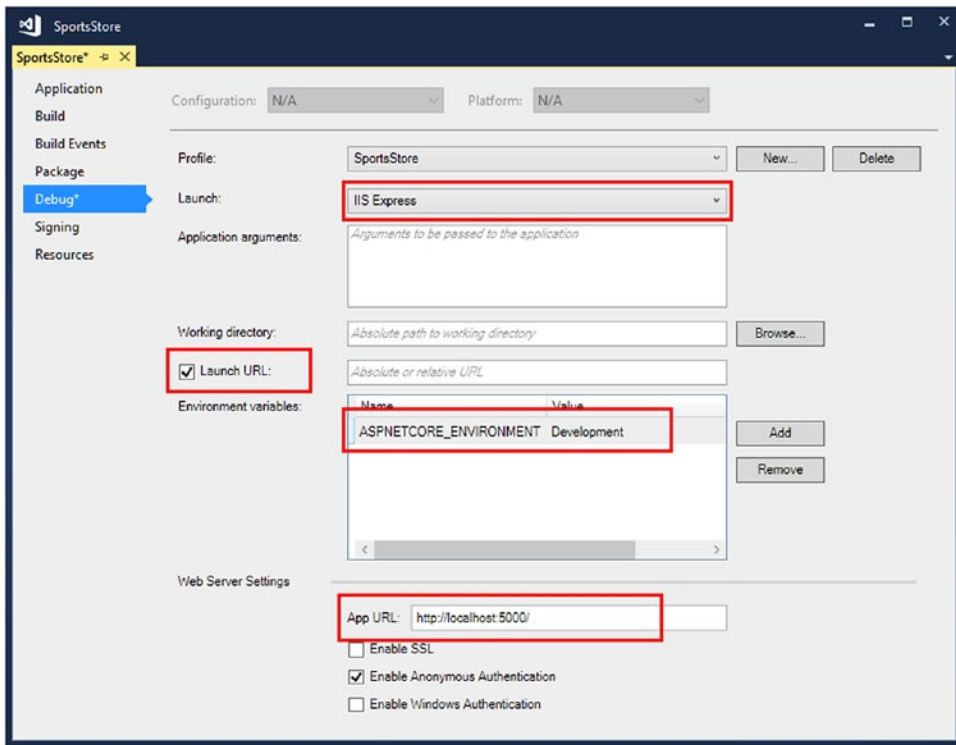 SportsStore
SportsStore*
Application
Build
Build Events
Package
Debug*
Signing
Resources
Configuration: N/A Platform: N/A
Profile: SportsStore New... Delete
Launch: IIS Express
Application arguments: Arguments to be passed to the application
Working directory: Absolute path to working directory Browse...
Launch URL: Absolute or relative URL
Environment variables: Name Value
ASPNETCORE_ENVIRONMENT Development Add
Remove
Web Server Settings
App URL: http://localhost:5000/
Enable SSL
Enable Anonymous Authentication
Enable Windows Authentication